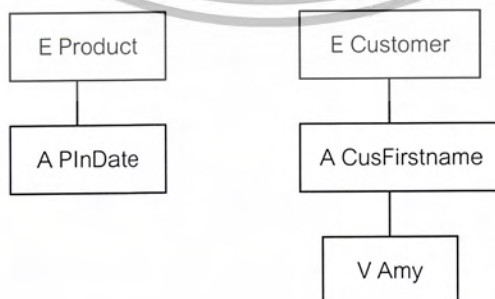 E Product
E Customer
A PInDate
A CusFirstname
V Amy